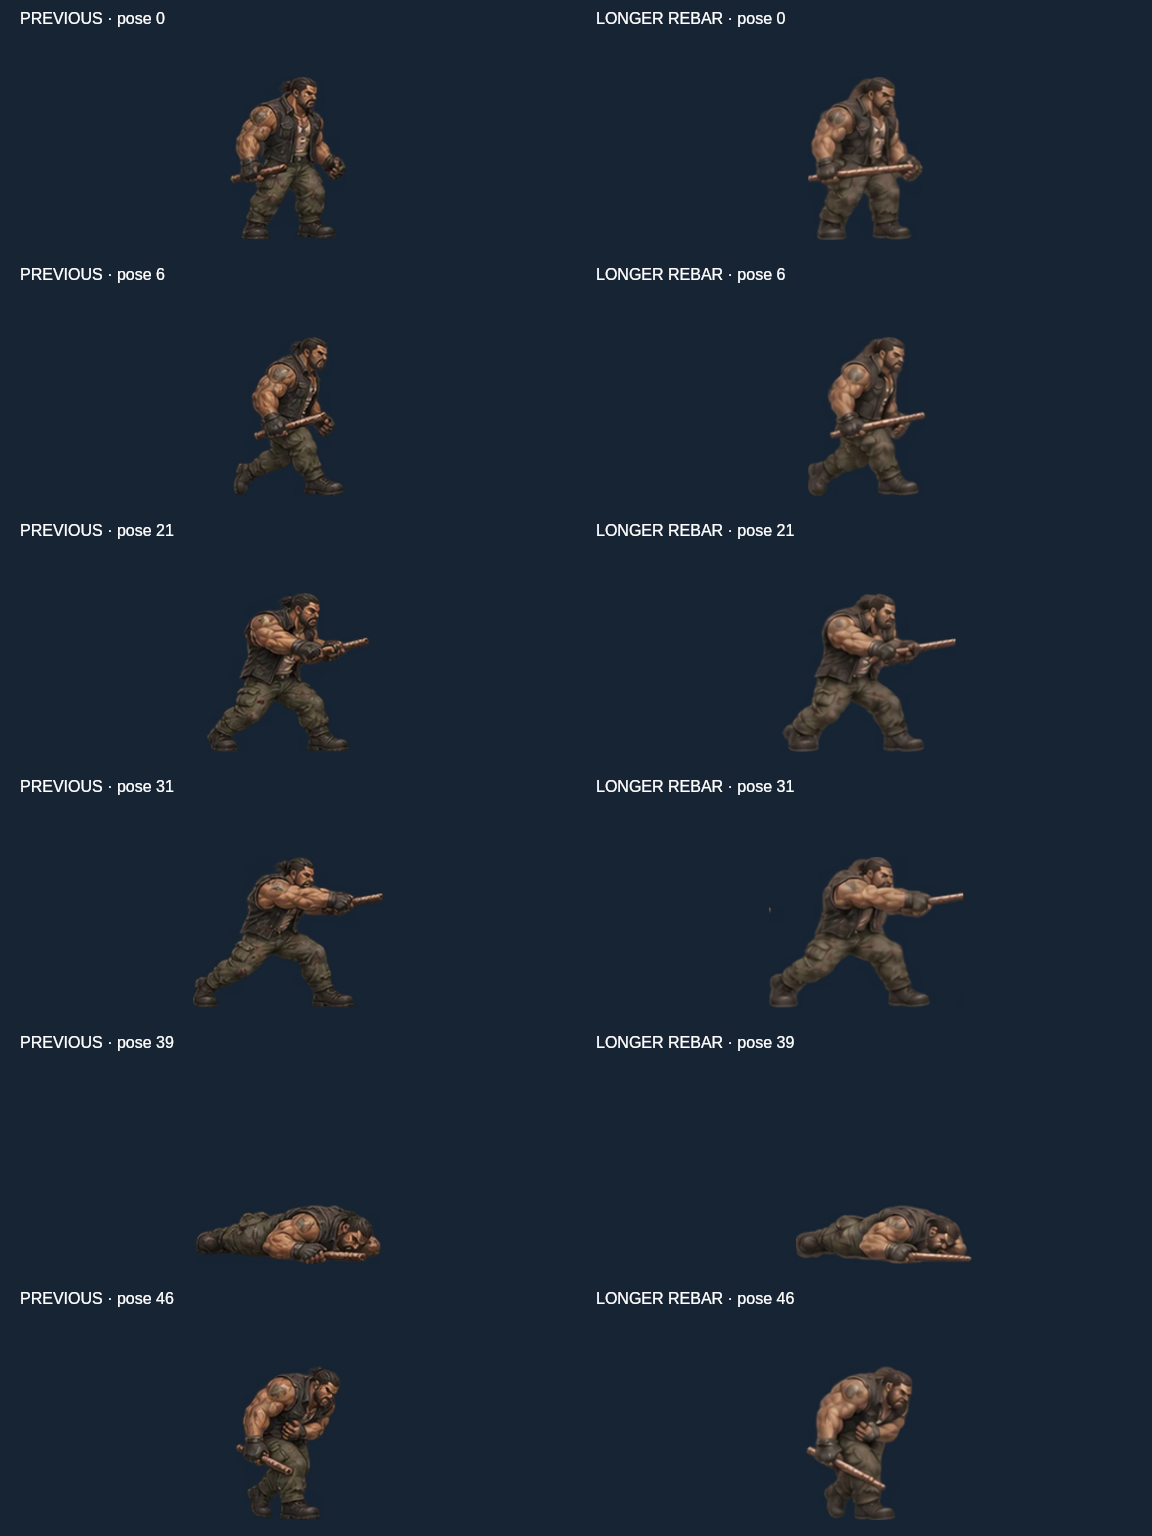 PREVIOUS · pose 0
LONGER REBAR · pose 0
PREVIOUS · pose 6
LONGER REBAR · pose 6
PREVIOUS · pose 21
LONGER REBAR · pose 21
PREVIOUS · pose 31
LONGER REBAR · pose 31
PREVIOUS · pose 39
LONGER REBAR · pose 39
PREVIOUS · pose 46
LONGER REBAR · pose 46